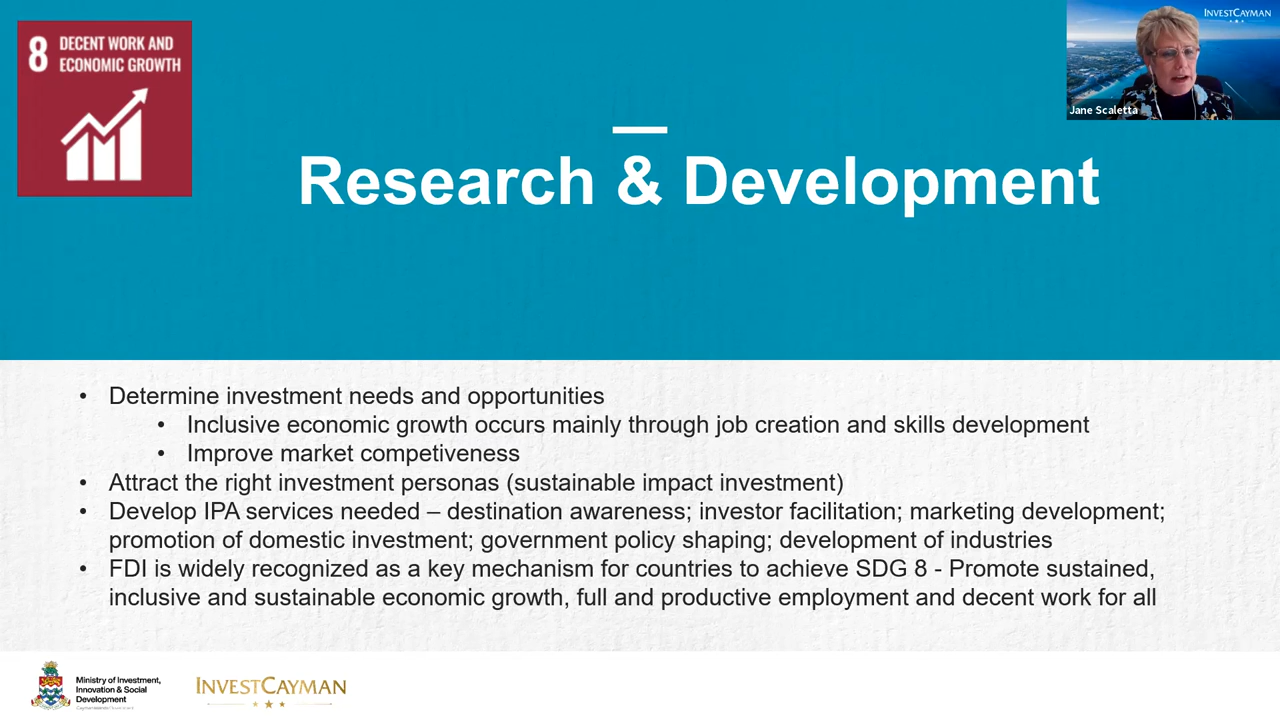 8 DECENT WORK AND
ECONOMIC GROWTH
INVESTCAYMAN
Jane Scaletta
Research & Development
• Determine investment needs and opportunities
• Inclusive economic growth occurs mainly through job creation and skills development
• Improve market competiveness
• Attract the right investment personas (sustainable impact investment)
• Develop IPA services needed – destination awareness; investor facilitation; marketing development;
promotion of domestic investment; government policy shaping; development of industries
• FDI is widely recognized as a key mechanism for countries to achieve SDG 8 - Promote sustained,
inclusive and sustainable economic growth, full and productive employment and decent work for all
Ministry of Investment,
Innovation & Social
Development
INVESTCAYMAN